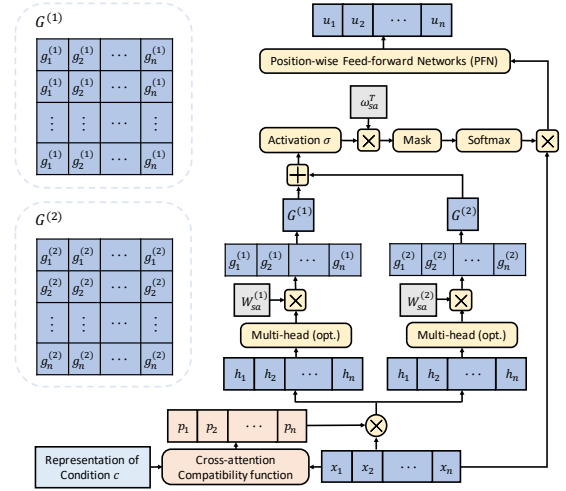 G^(1)
g_1^(1) g_2^(1) ··· g_n^(1)
g_1^(1) g_2^(1) ··· g_n^(1)
⋮ ⋮ ··· ⋮
g_1^(1) g_2^(1) ··· g_n^(1)
G^(2)
g_1^(2) g_1^(2) ··· g_1^(2)
g_2^(2) g_2^(2) ··· g_2^(2)
⋮ ⋮ ··· ⋮
g_n^(2) g_n^(2) ··· g_n^(2)
u_1 u_2 ··· u_n
Position-wise Feed-forward Networks (PFN)
ω_sa^T
Activation σ × Mask Softmax ×
+
G^(1) G^(2)
g_1^(1) g_2^(1) ··· g_n^(1) g_1^(2) g_2^(2) ··· g_n^(2)
W_sa^(1) × W_sa^(2) ×
Multi-head (opt.) Multi-head (opt.)
h_1 h_2 ··· h_n h_1 h_2 ··· h_n
p_1 p_2 ··· p_n ×
Representation of
Condition c
Cross-attention
Compatibility function
x_1 x_2 ··· x_n